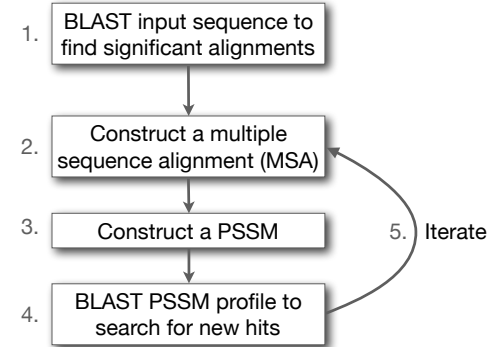 1. BLAST input sequence to
find significant alignments
2. Construct a multiple
sequence alignment (MSA)
3. Construct a PSSM
5. Iterate
4. BLAST PSSM profile to
search for new hits